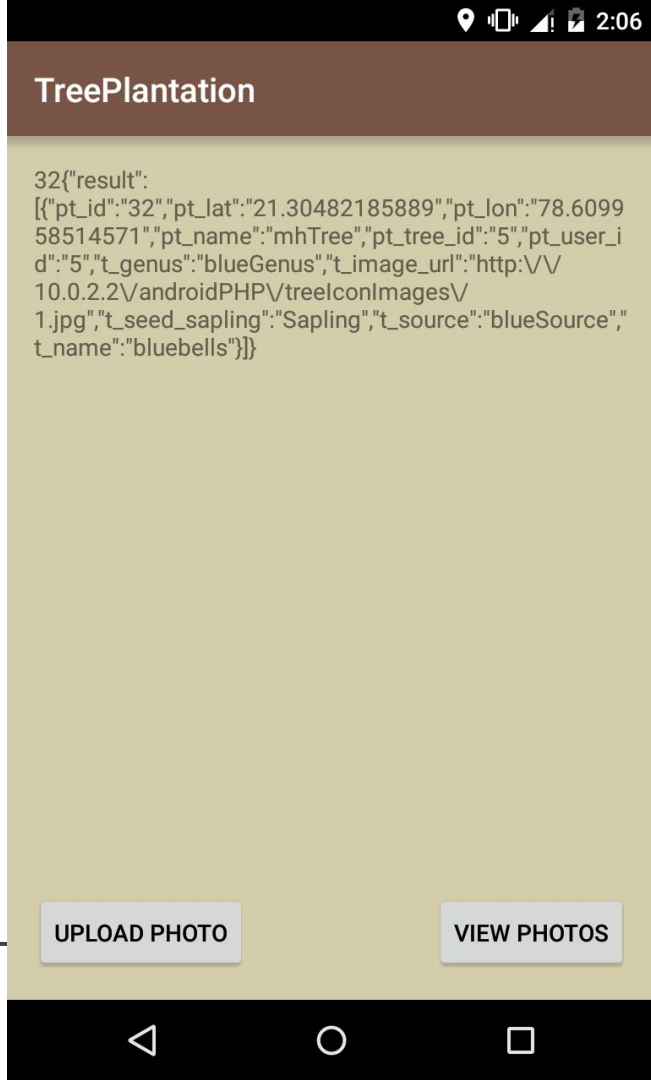 2:06
TreePlantation
32{"result":
[{"pt_id":"32","pt_lat":"21.30482185889","pt_lon":"78.6099
58514571","pt_name":"mhTree","pt_tree_id":"5","pt_user_i
d":"5","t_genus":"blueGenus","t_image_url":"http:\/\/
10.0.2.2\/androidPHP\/treeIconImages\/
1.jpg","t_seed_sapling":"Sapling","t_source":"blueSource","
t_name":"bluebells"}]}
UPLOAD PHOTO
VIEW PHOTOS